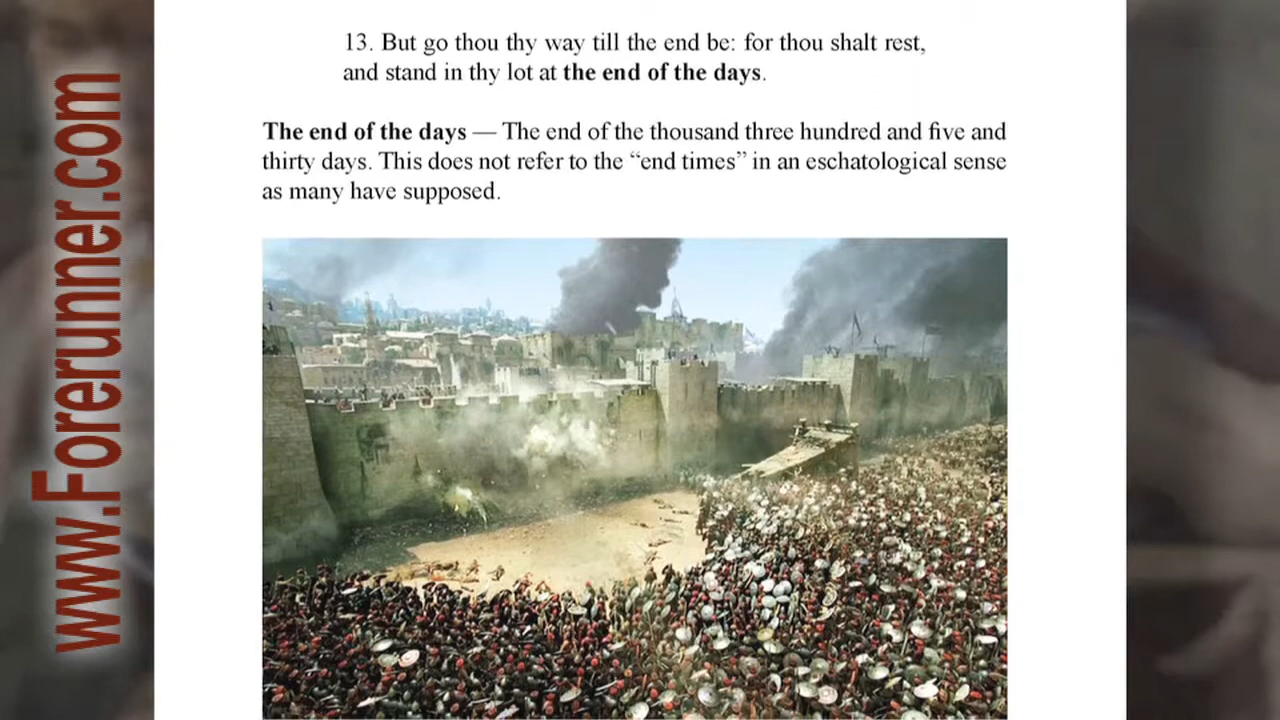 www.Forerunner.com
13. But go thou thy way till the end be: for thou shalt rest,
and stand in thy lot at the end of the days.
The end of the days — The end of the thousand three hundred and five and
thirty days. This does not refer to the “end times” in an eschatological sense
as many have supposed.